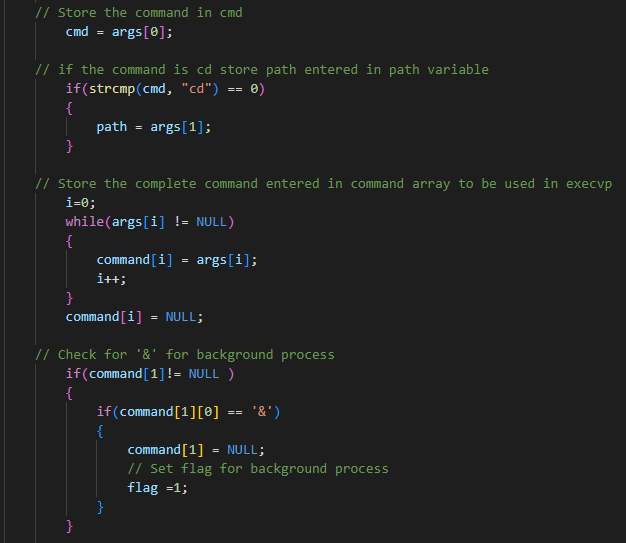 // Store the command in cmd
cmd = args[0];
// if the command is cd store path entered in path variable
if(strcmp(cmd, "cd") == 0)
{
path = args[1];
}
// Store the complete command entered in command array to be used in execvp
i=0;
while(args[i] != NULL)
{
command[i] = args[i];
i++;
}
command[i] = NULL;
// Check for '&' for background process
if(command[1]!= NULL )
{
if(command[1][0] == '&')
{
command[1] = NULL;
// Set flag for background process
flag =1;
}
}